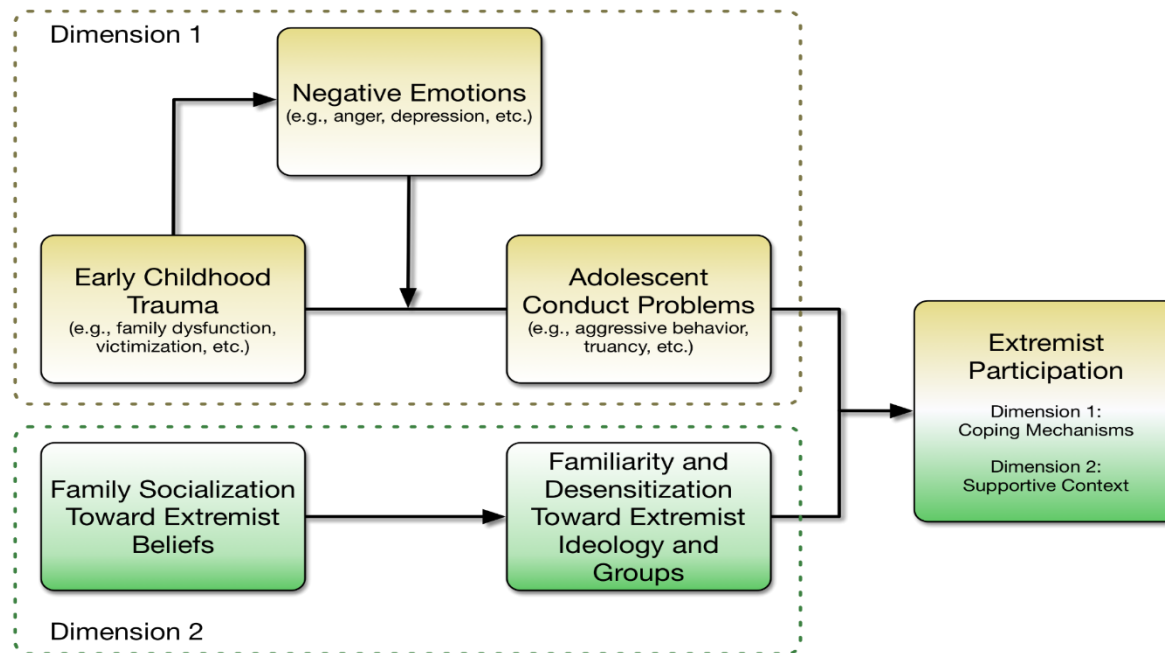 Dimension 1
Negative Emotions
(e.g., anger, depression, etc.)
Early Childhood
Trauma
(e.g., family dysfunction,
victimization, etc.)
Adolescent
Conduct Problems
(e.g., aggressive behavior,
truancy, etc.)
Extremist
Participation
Dimension 1:
Coping Mechanisms
Dimension 2:
Supportive Context
Family Socialization
Toward Extremist
Beliefs
Familiarity and
Desensitization
Toward Extremist
Ideology and
Groups
Dimension 2